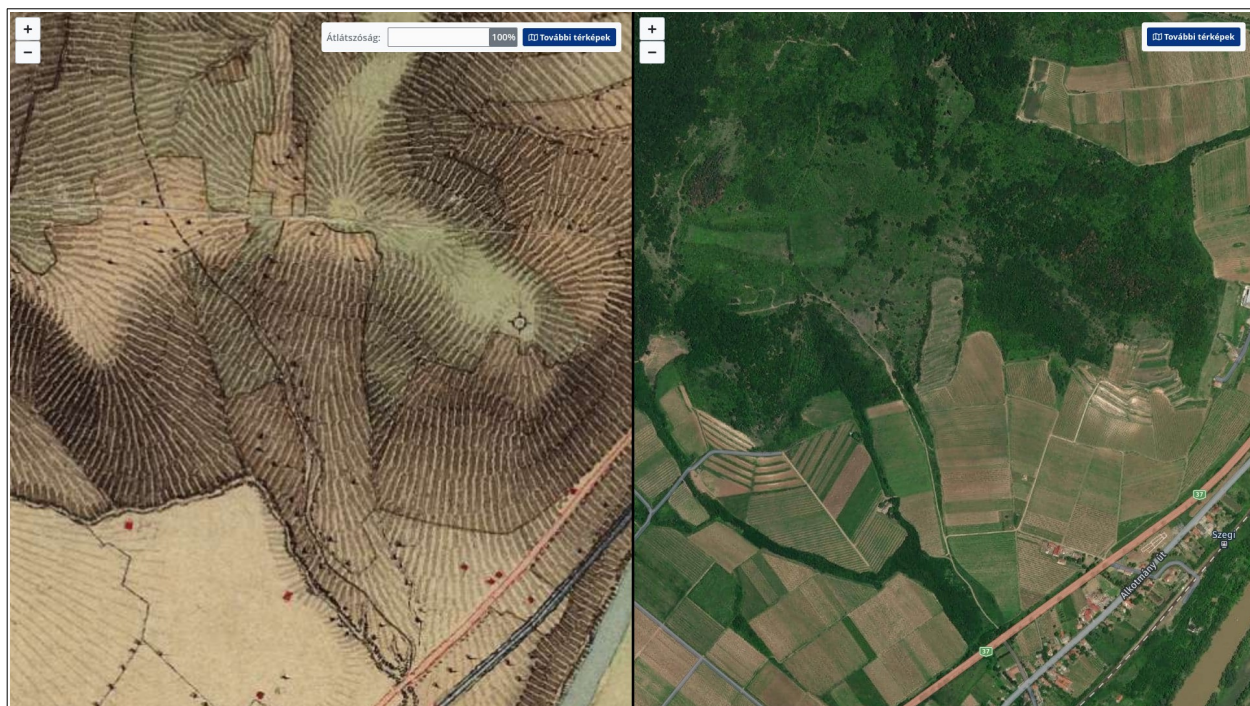 +
−
Átlátszóság:
100%
További térképek
+
−
További térképek
37
Szegi
Alkotmány út
37